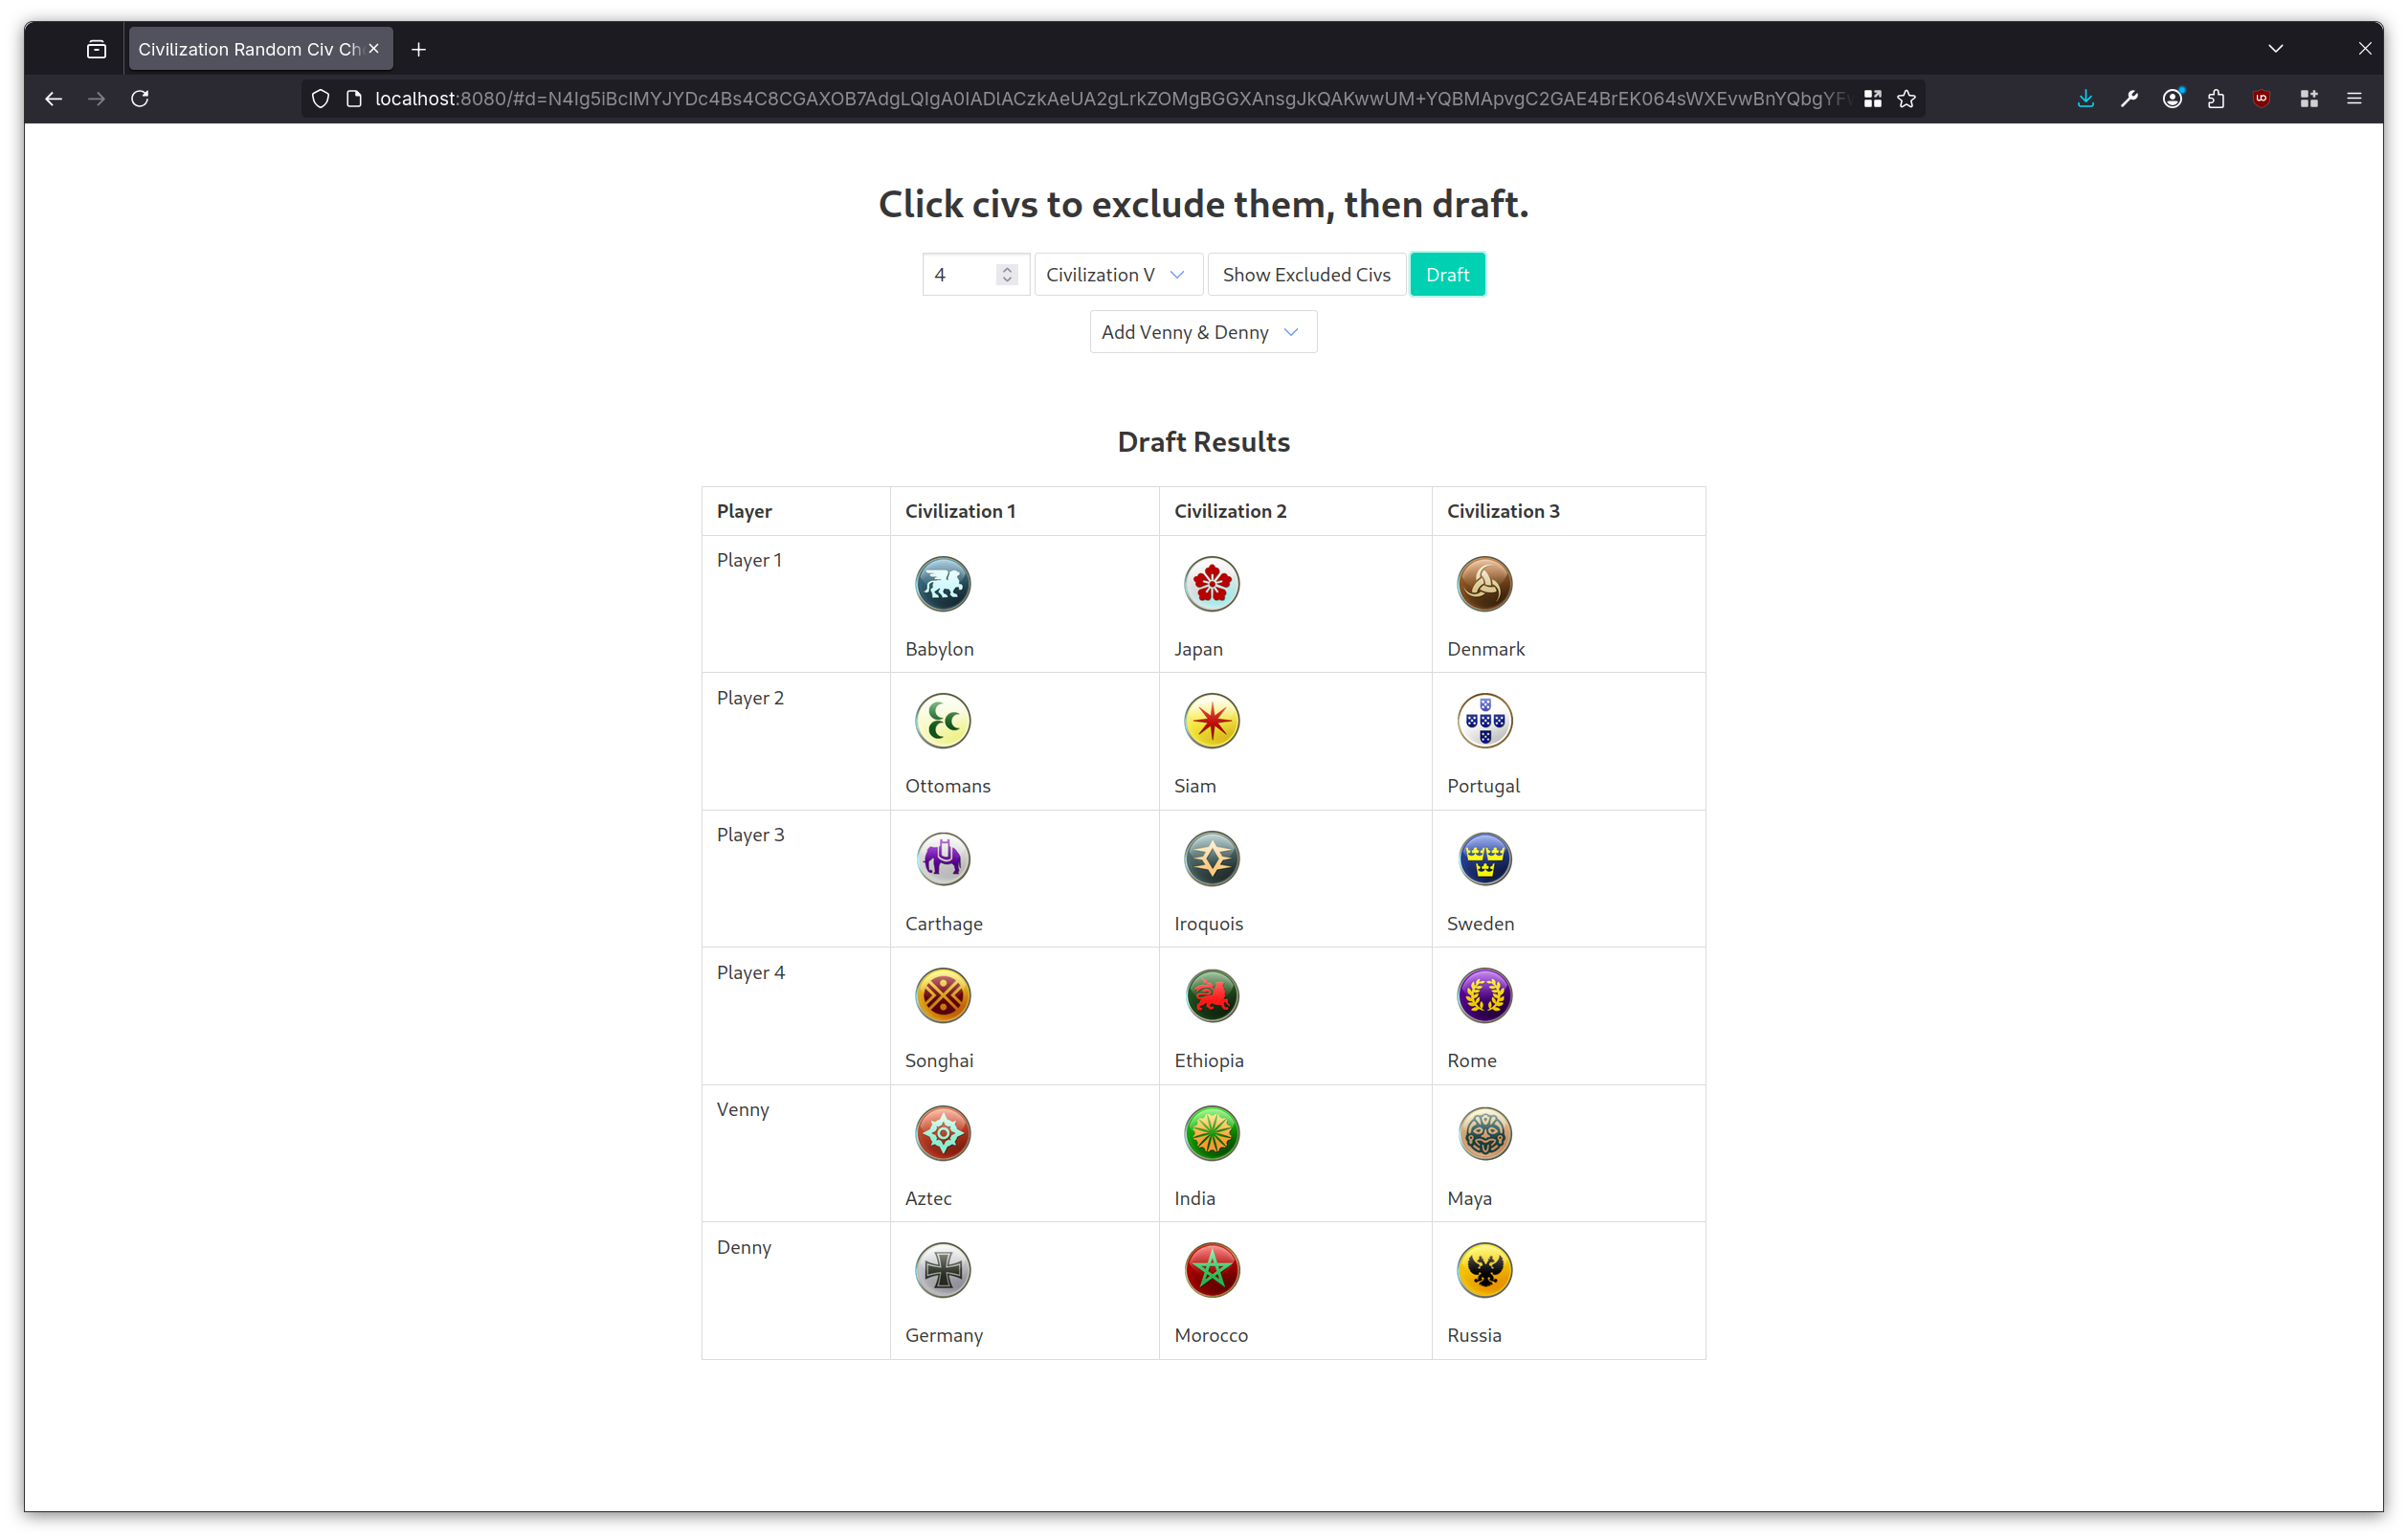 Civilization Random Civ Ch
localhost:8080/#d=N4Ig5iBcIMYJYDc4Bs4C8CGAXOB7AdgLQIgA0IADlACzkAeUA2gLrkZOMgBGGXAnsgJkQAKwwUM+YQBMApvgC2GAE4BrEK064sWXEvwBnYQbgYF
Click civs to exclude them, then draft.
4 Civilization V Show Excluded Civs Draft
Add Venny & Denny
Draft Results
Player Civilization 1 Civilization 2 Civilization 3
Player 1
Babylon Japan Denmark
Player 2
Ottomans Siam Portugal
Player 3
Carthage Iroquois Sweden
Player 4
Songhai Ethiopia Rome
Venny
Aztec India Maya
Denny
Germany Morocco Russia